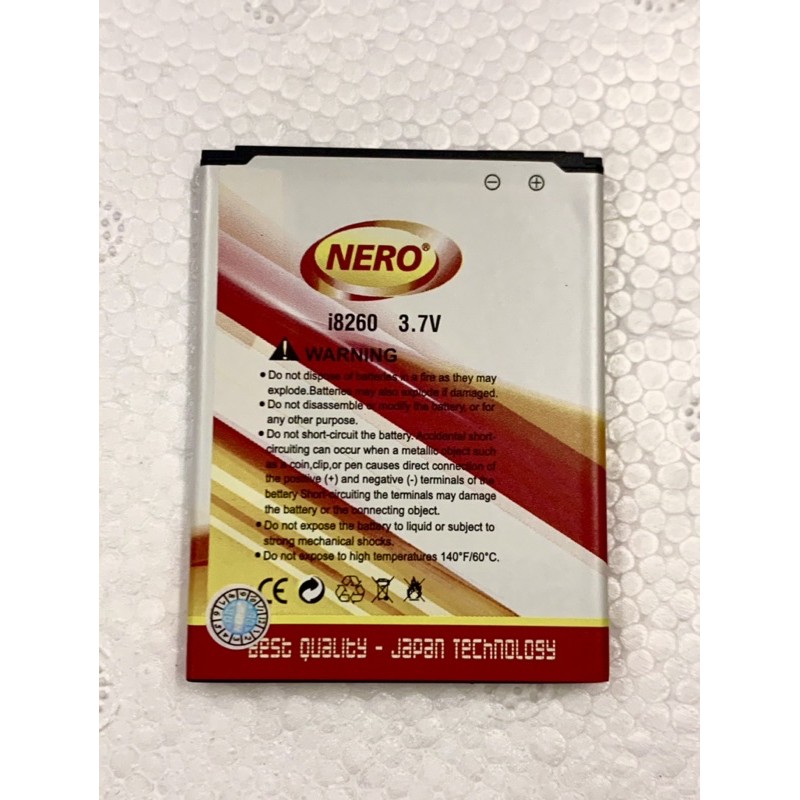 NERO®
i8260 3.7V
WARNING
• Do not dispose of batteries in a fire as they may
explode.Batteries may also explode if damaged.
• Do not disassemble or modify the battery, or for
any other purpose.
• Do not short-circuit the battery. Accidental short-
circuiting can occur when a metallic object such
as a coin,clip,or pen causes direct connection of
the positive (+) and negative (-) terminals of the
bettery Short-circuiting the terminals may damage
the battery or the connecting object.
• Do not expose the battery to liquid or subject to
strong mechanical shocks.
• Do not expose to high temperatures 140°F/60°C.
CE
Best Quality - Japan Technology